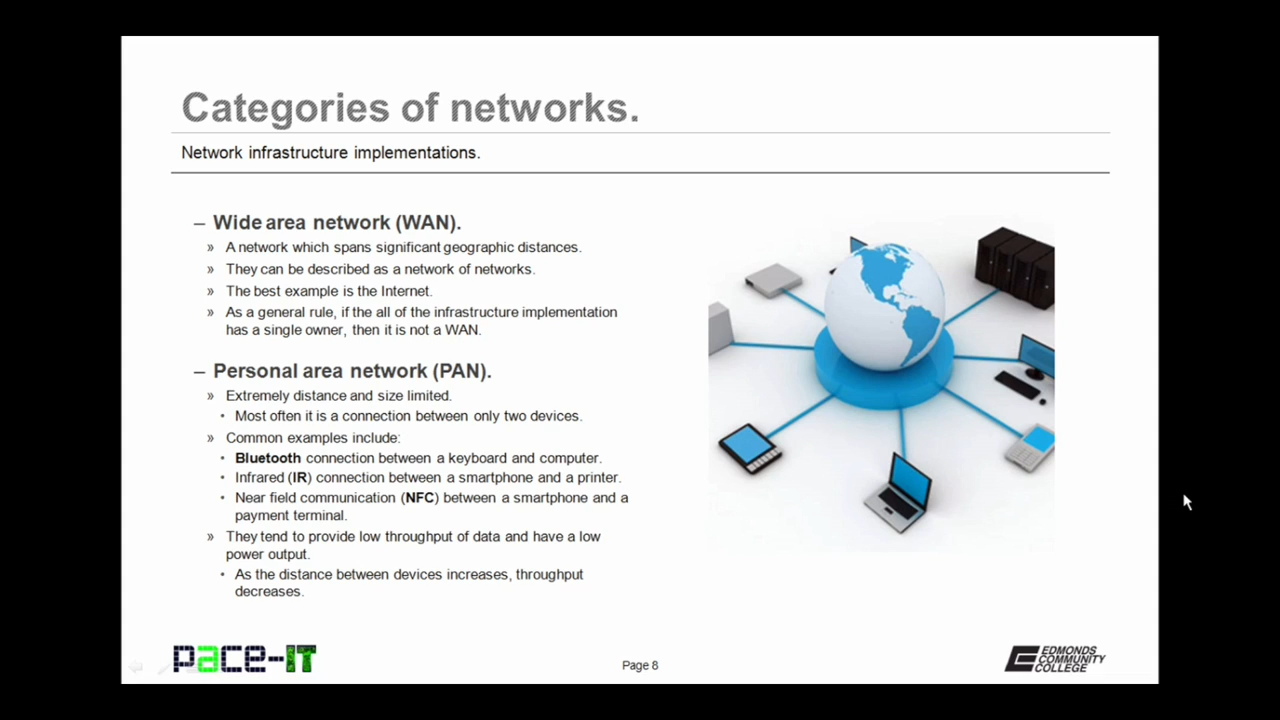 Categories of networks.
Network infrastructure implementations.
– Wide area network (WAN).
» A network which spans significant geographic distances.
» They can be described as a network of networks.
» The best example is the Internet.
» As a general rule, if the all of the infrastructure implementation
has a single owner, then it is not a WAN.
– Personal area network (PAN).
» Extremely distance and size limited.
• Most often it is a connection between only two devices.
» Common examples include:
• Bluetooth connection between a keyboard and computer.
• Infrared (IR) connection between a smartphone and a printer.
• Near field communication (NFC) between a smartphone and a
payment terminal.
» They tend to provide low throughput of data and have a low
power output.
• As the distance between devices increases, throughput
decreases.
pace-IT
Page 8
EDMONDS
COMMUNITY
COLLEGE